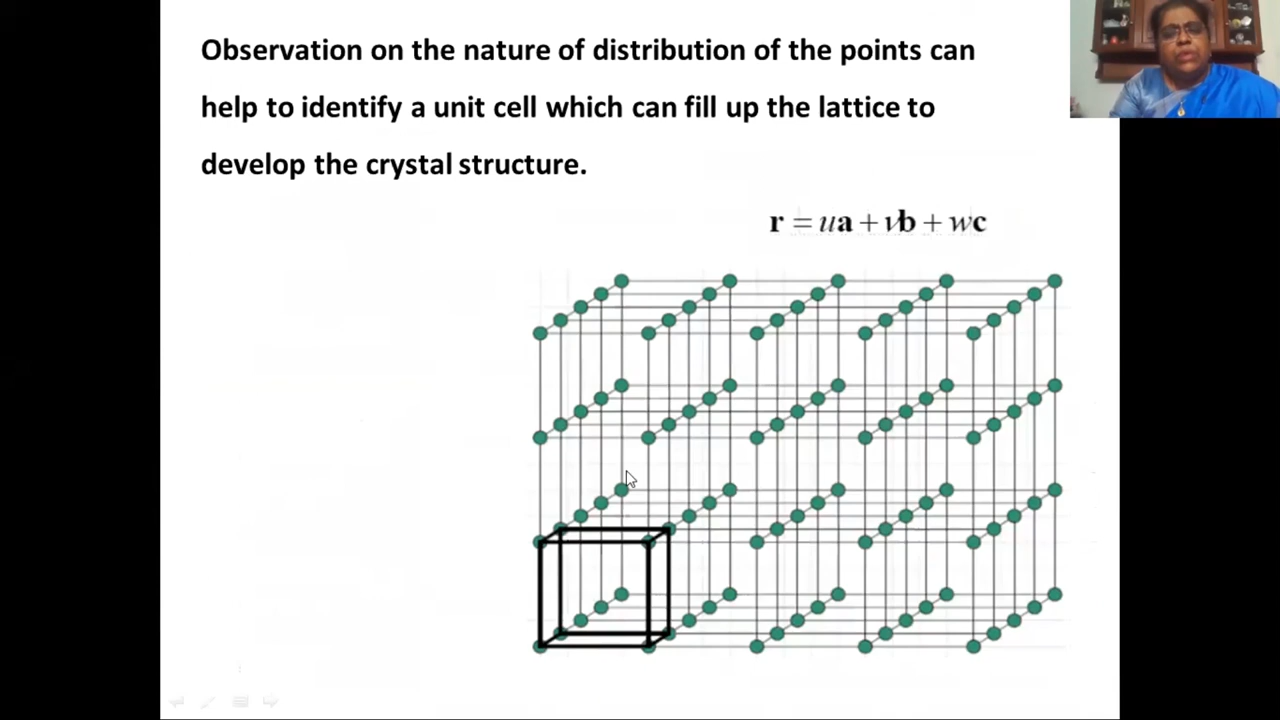 Observation on the nature of distribution of the points can
help to identify a unit cell which can fill up the lattice to
develop the crystal structure.
r = ua + vb + wc